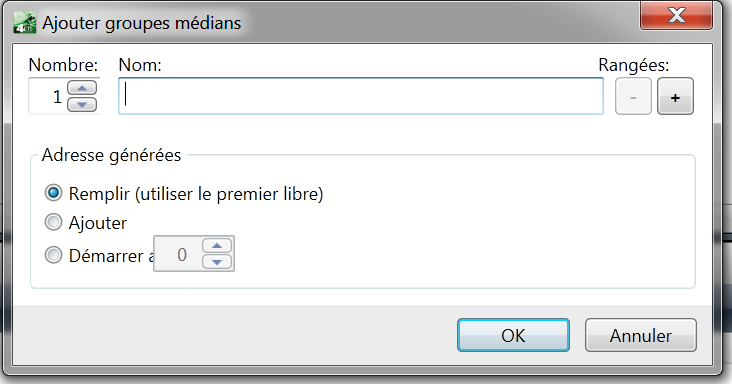 Ajouter groupes médians
Nombre: Nom: Rangées:
1 - +
Adresse générées
Remplir (utiliser le premier libre)
Ajouter
Démarrer a 0
OK Annuler